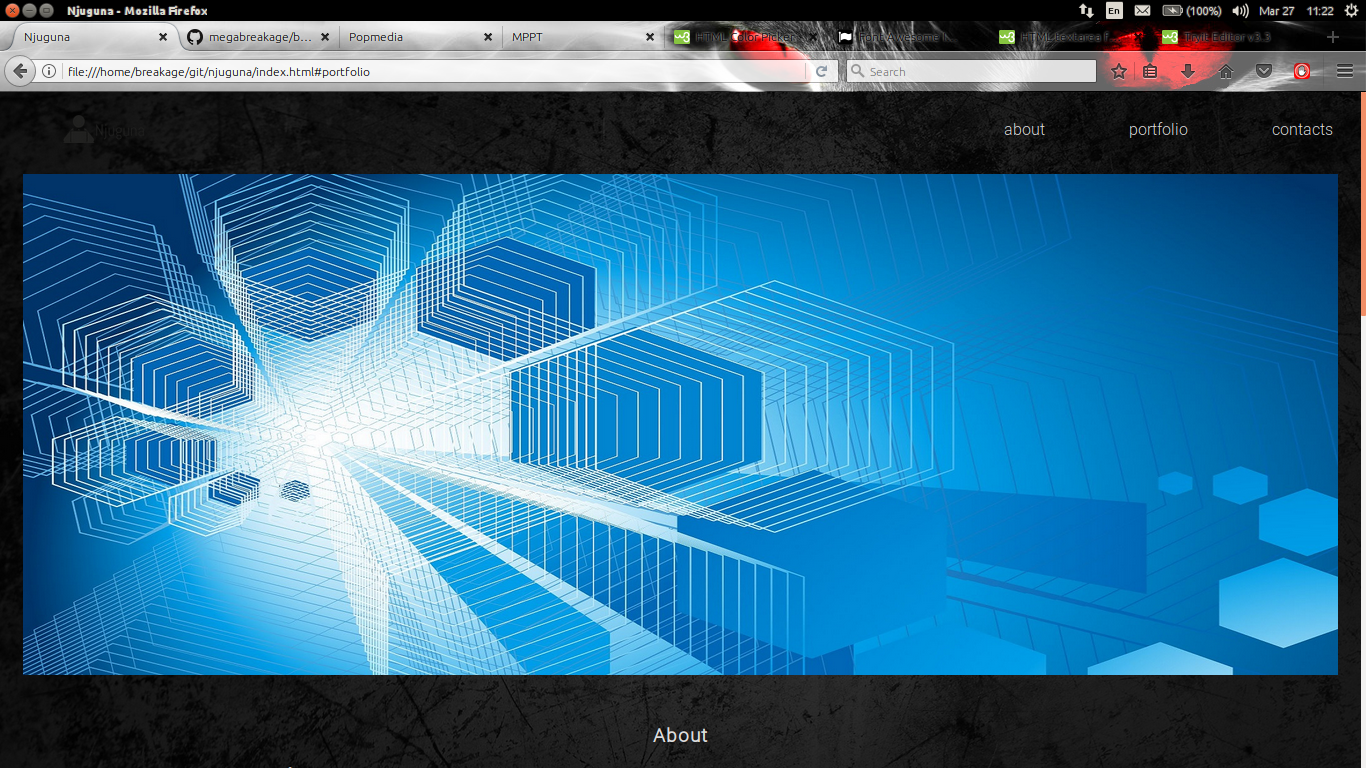 Njuguna - Mozilla Firefox
En (100%) Mar 27 11:22
Njuguna megabreakage/b... Popmedia MPPT HTML Color Picker Font Awesome HTML textarea Tryit Editor v3.3
file:///home/breakage/git/njuguna/index.html#portfolio Search
Njuguna about portfolio contacts
About